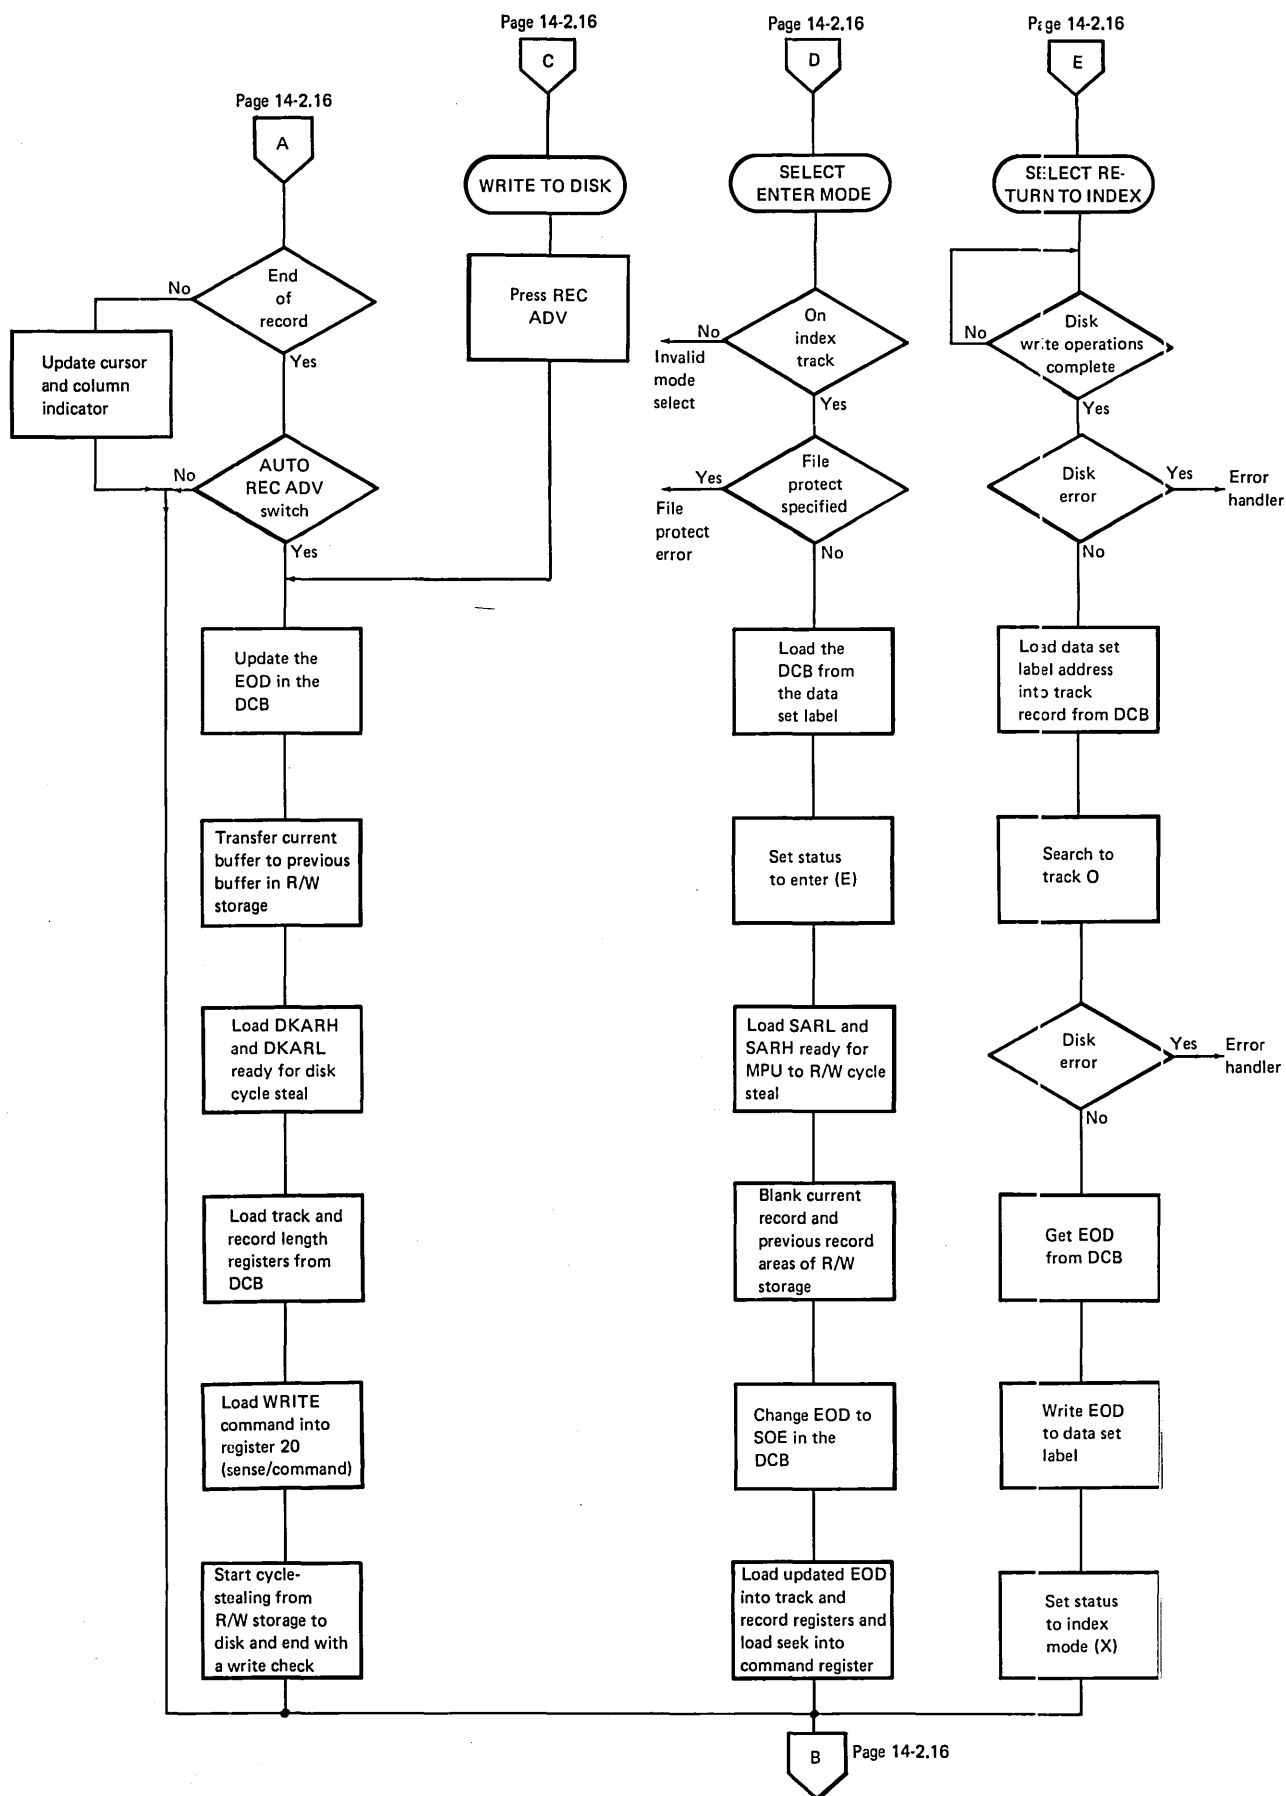 Page 14-2.16
A
End
of
record
No
Yes
Update cursor
and column
indicator
AUTO
REC ADV
switch
No
Yes
Update the
EOD in the
DCB
Transfer current
buffer to previous
buffer in R/W
storage
Load DKARH
and DKARL
ready for disk
cycle steal
Load track and
record length
registers from
DCB
Load WRITE
command into
register 20
(sense/command)
Start cycle-
stealing from
R/W storage to
disk and end with
a write check
Page 14-2.16
C
WRITE TO DISK
Press REC
ADV
Page 14-2.16
D
SELECT
ENTER MODE
On
index
track
No
Invalid
mode
select
Yes
File
protect
specified
Yes
File
protect
error
No
Load the
DCB from
the data
set label
Set status
to enter (E)
Load SARL and
SARH ready for
MPU to R/W cycle
steal
Blank current
record and
previous record
areas of R/W
storage
Change EOD to
SOE in the
DCB
Load updated EOD
into track and
record registers and
load seek into
command register
Page 14-2.16
E
SELECT RE-
TURN TO INDEX
Disk
write operations
complete
No
Yes
Disk
error
Yes
Error
handler
No
Load data set
label address
into track
record from DCB
Search to
track O
Disk
error
Yes
Error
handler
No
Get EOD
from DCB
Write EOD
to data set
label
Set status
to index
mode (X)
B
Page 14-2.16